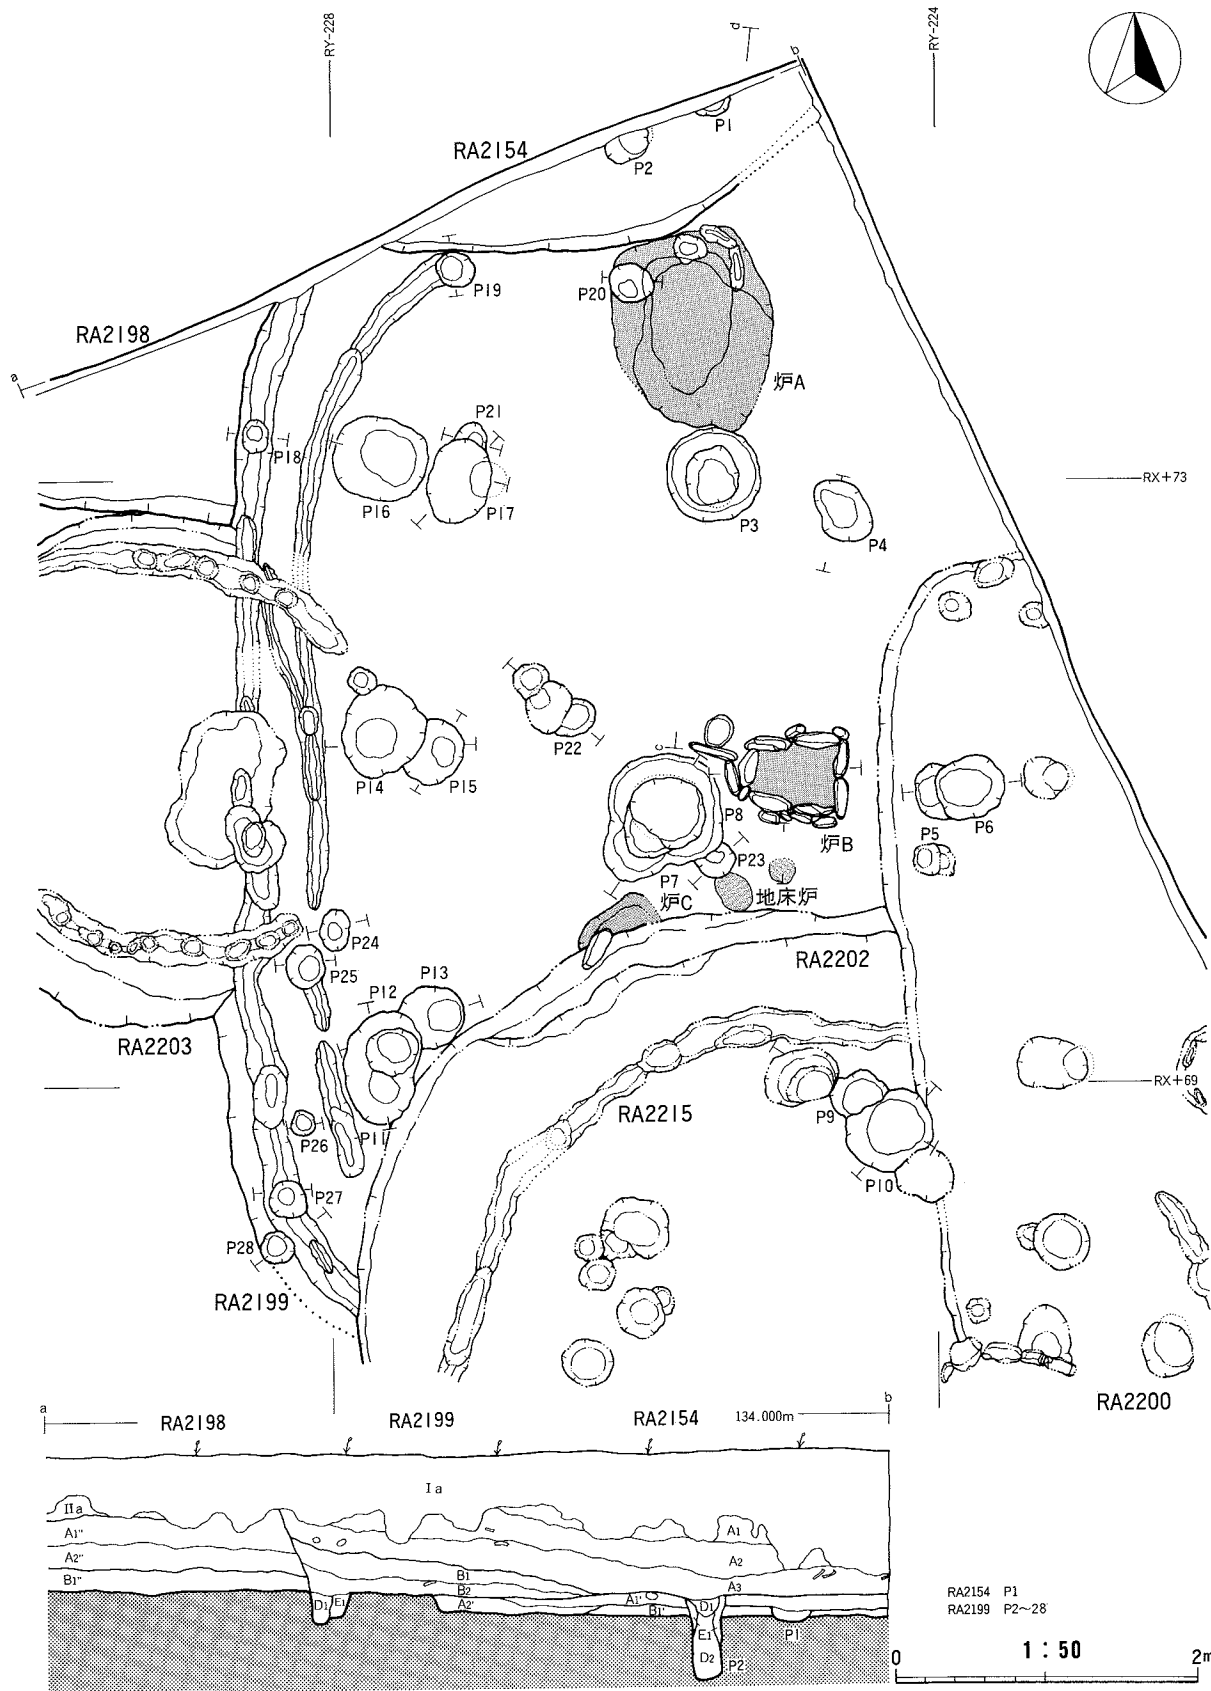 RY-228
d
b
RY-224
P1
P2
RA2154
P19
P20
RA2198
a
炉A
P21
P18
P16
P17
RX+73
P3
P4
P22
c
P14
P15
P8
P5
P6
炉B
P23
P7
炉C
地床炉
P24
P25
RA2202
P12
P13
RA2203
RX+69
RA2215
P9
P26
P11
P10
P27
P28
RA2199
RA2200
a
RA2198
RA2199
RA2154
134.000m
b
Ia
IIa
A1"
A2"
B1"
A1
A2
A3
B1
B2
A2'
A1'
B1'
D1
E1
D1
E1
D2
P1
P2
RA2154 P1
RA2199 P2~28
1:50
0
2m